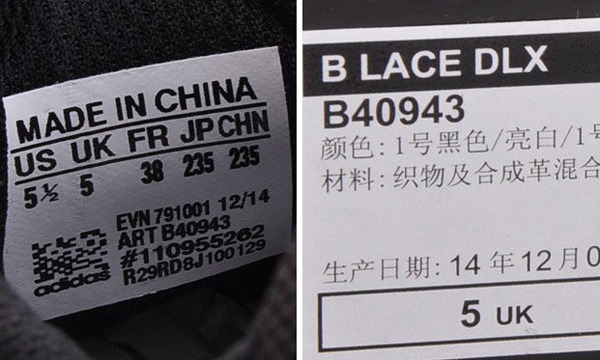 MADE IN CHINA
US UK FR JP CHN
5½ 5 38 235 235
EVN 791001 12/14
ART B40943
#110955262
R29RD8J100129
adidas
B LACE DLX
B40943
颜色:1号黑色/亮白/1号
材料:织物及合成革混合
生产日期:14年12月0
5 UK